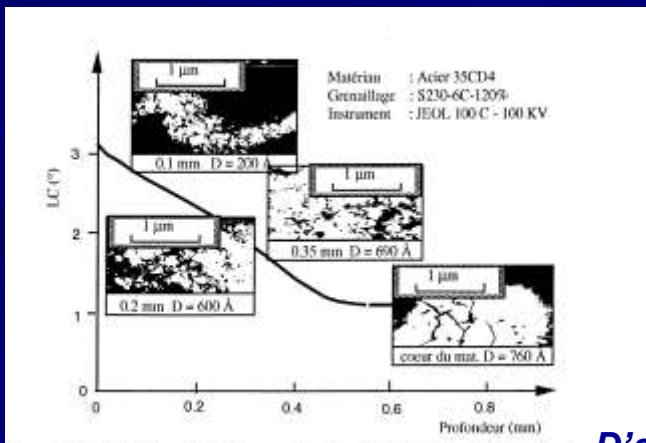 1 µm
Matériau : Acier 35CD4
Grenaillage : S230-6C-120%
Instrument : JEOL 100 C - 100 KV
0.1 mm D = 200 Å
LC (°)
3
1 µm
0.35 mm D = 690 Å
2
1 µm
0.2 mm D = 600 Å
1 µm
1
coeur du mat. D = 760 Å
0
0
0.2
0.4
0.6
0.8
Profondeur (mm)